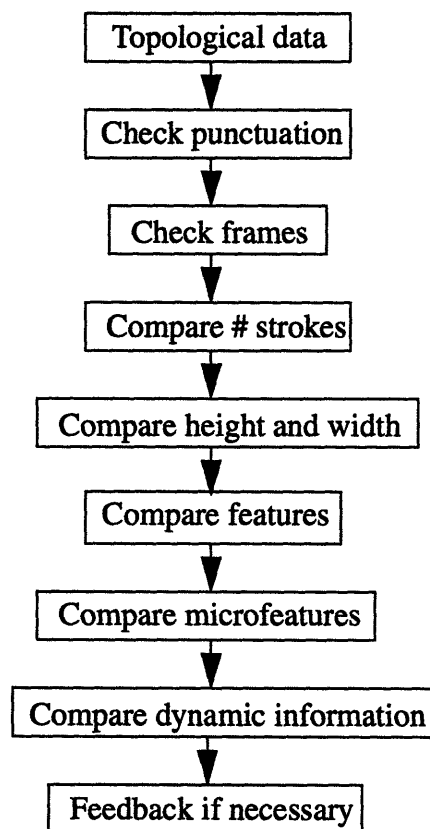 Topological data
Check punctuation
Check frames
Compare # strokes
Compare height and width
Compare features
Compare microfeatures
Compare dynamic information
Feedback if necessary